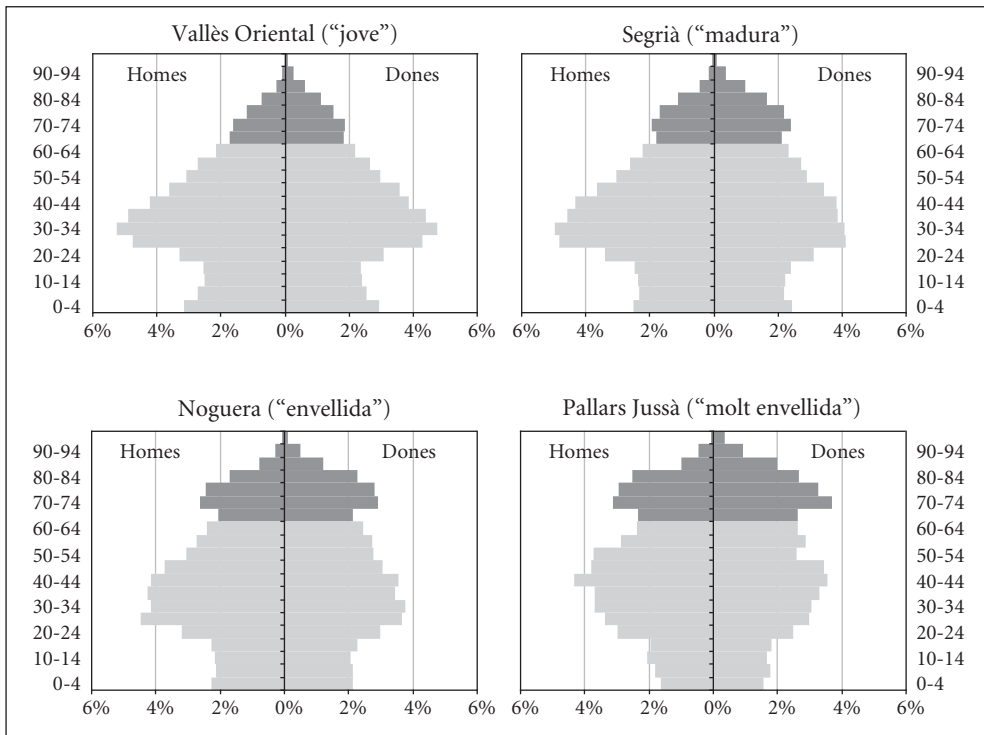 Vallès Oriental (“jove”)
Homes
Dones
90-94
80-84
70-74
60-64
50-54
40-44
30-34
20-24
10-14
0-4
6% 4% 2% 0% 2% 4% 6%
Segrià (“madura”)
Homes
Dones
90-94
80-84
70-74
60-64
50-54
40-44
30-34
20-24
10-14
0-4
6% 4% 2% 0% 2% 4% 6%
Noguera (“envellida”)
Homes
Dones
90-94
80-84
70-74
60-64
50-54
40-44
30-34
20-24
10-14
0-4
6% 4% 2% 0% 2% 4% 6%
Pallars Jussà (“molt envellida”)
Homes
Dones
90-94
80-84
70-74
60-64
50-54
40-44
30-34
20-24
10-14
0-4
6% 4% 2% 0% 2% 4% 6%